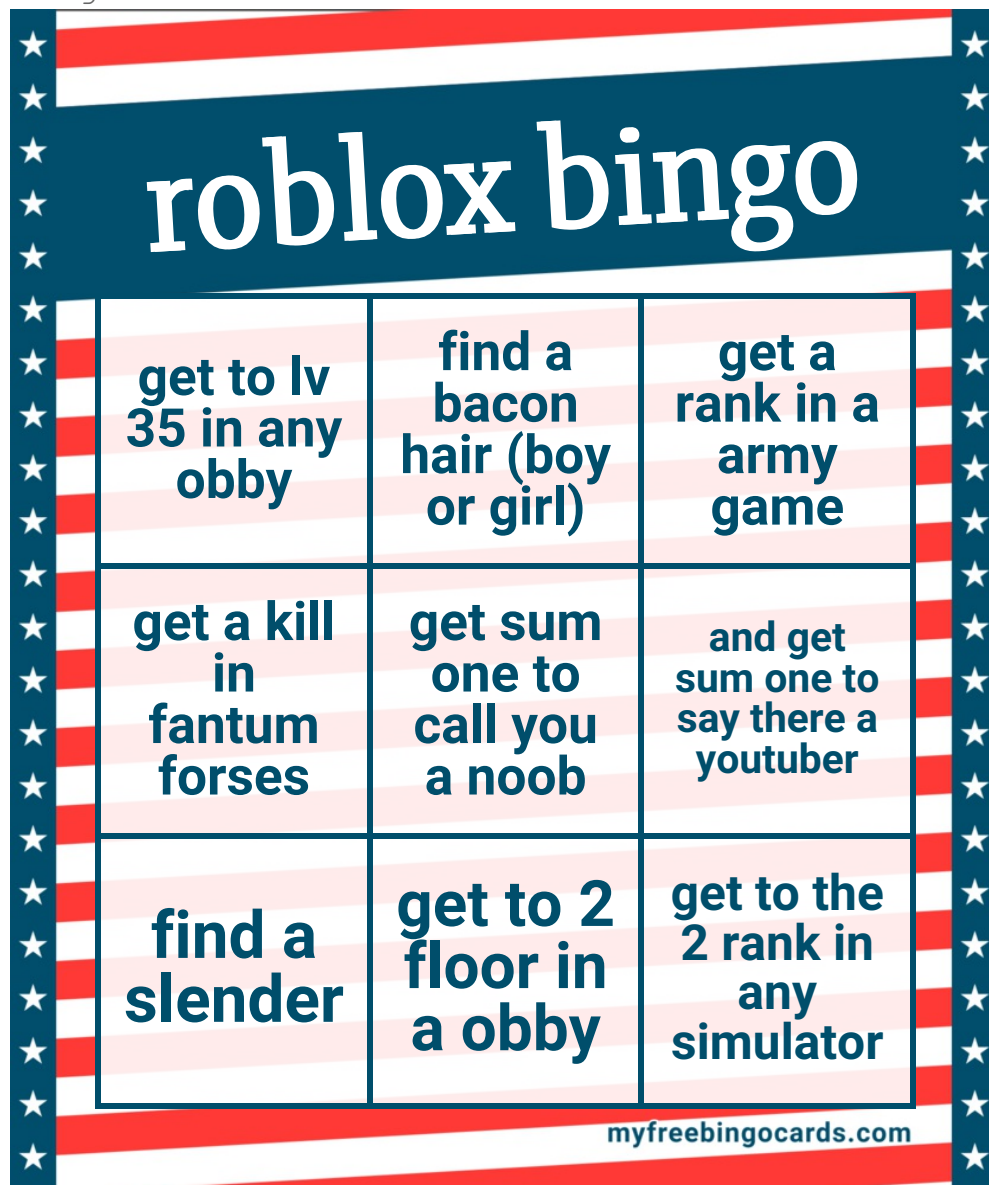 roblox bingo
get to lv
35 in any
obby
find a
bacon
hair (boy
or girl)
get a
rank in a
army
game
get a kill
in
fantum
forses
get sum
one to
call you
a noob
and get
sum one to
say there a
youtuber
find a
slender
get to 2
floor in
a obby
get to the
2 rank in
any
simulator
myfreebingocards.com